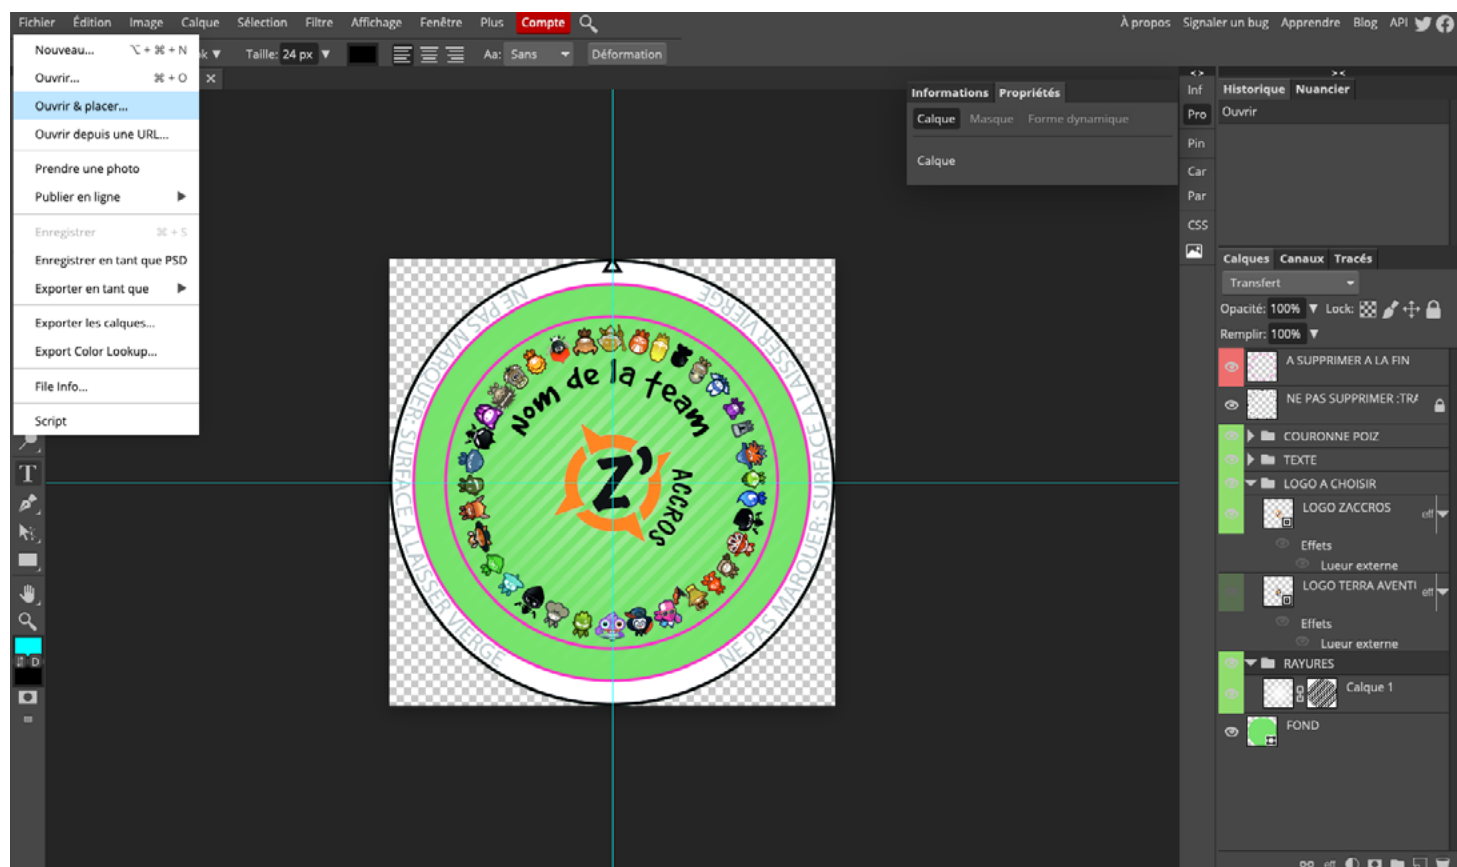 Fichier Édition Image Calque Sélection Filtre Affichage Fenêtre Plus Compte À propos Signaler un bug Apprendre Blog API
Taille: 24 px Aa: Sans Déformation
Nouveau... ⌥ + ⌘ + N
Ouvrir... ⌘ + O
Ouvrir & placer...
Ouvrir depuis une URL...
Prendre une photo
Publier en ligne
Enregistrer ⌘ + S
Enregistrer en tant que PSD
Exporter en tant que
Exporter les calques...
Export Color Lookup...
File Info...
Script
Informations Propriétés
Calque Masque Forme dynamique
Calque
NE PAS MARQUER: SURFACE A LAISSER VIERGE
NE PAS MARQUER: SURFACE A LAISSER VIERGE
Nom de la team
Z'
ACCROS
T
D
Inf
Pro
Pin
Car
Par
CSS
Historique Nuancier
Ouvrir
Calques Canaux Tracés
Transfert
Opacité: 100% Lock:
Remplir: 100%
A SUPPRIMER A LA FIN
NE PAS SUPPRIMER :TRA
COURONNE POIZ
TEXTE
LOGO A CHOISIR
LOGO ZACCROS eff
Effets
Lueur externe
LOGO TERRA AVENTI eff
Effets
Lueur externe
RAYURES
Calque 1
FOND
eff